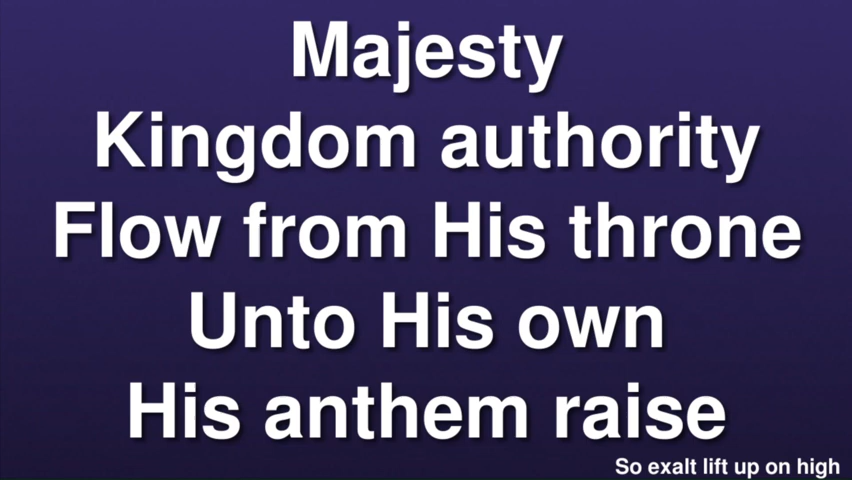 Majesty
Kingdom authority
Flow from His throne
Unto His own
His anthem raise
So exalt lift up on high